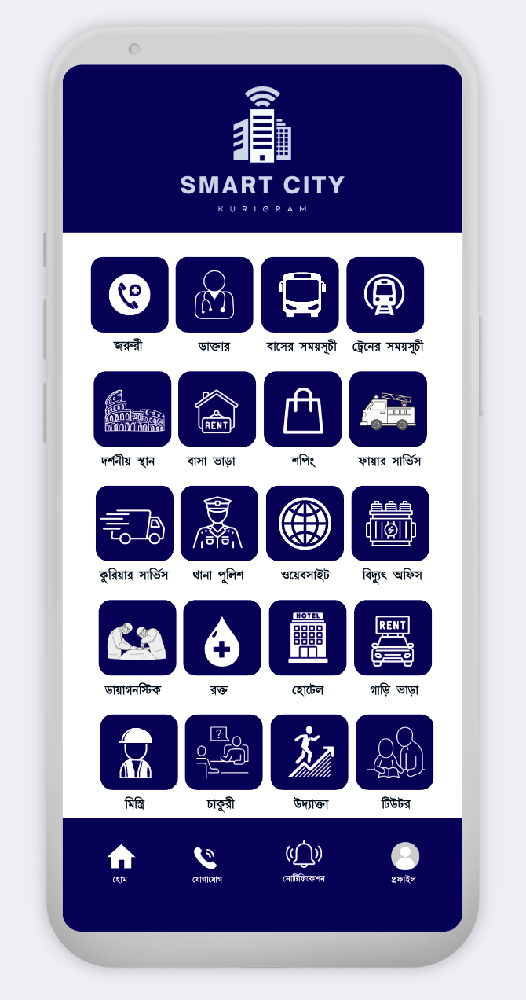 SMART CITY
KURIGRAM
জরুরী
ডাক্তার
বাসের সময়সূচী
ট্রেনের সময়সূচী
RENT
দর্শনীয় স্থান
বাসা ভাড়া
শপিং
ফায়ার সার্ভিস
কুরিয়ার সার্ভিস
থানা পুলিশ
ওয়েবসাইট
বিদ্যুৎ অফিস
HOTEL
RENT
ডায়াগনস্টিক
রক্ত
হোটেল
গাড়ি ভাড়া
?
মিস্ত্রি
চাকুরী
উদ্যাক্তা
টিউটর
হোম
যোগাযোগ
নোটিফিকেশন
প্রফাইল